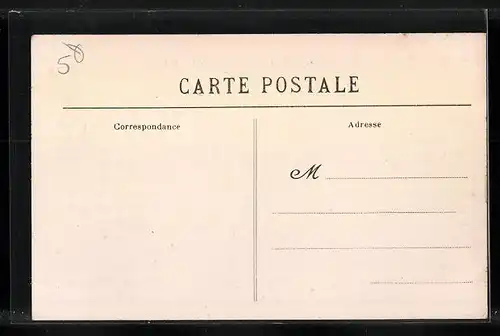 50
CARTE POSTALE
Correspondance
Adresse
M